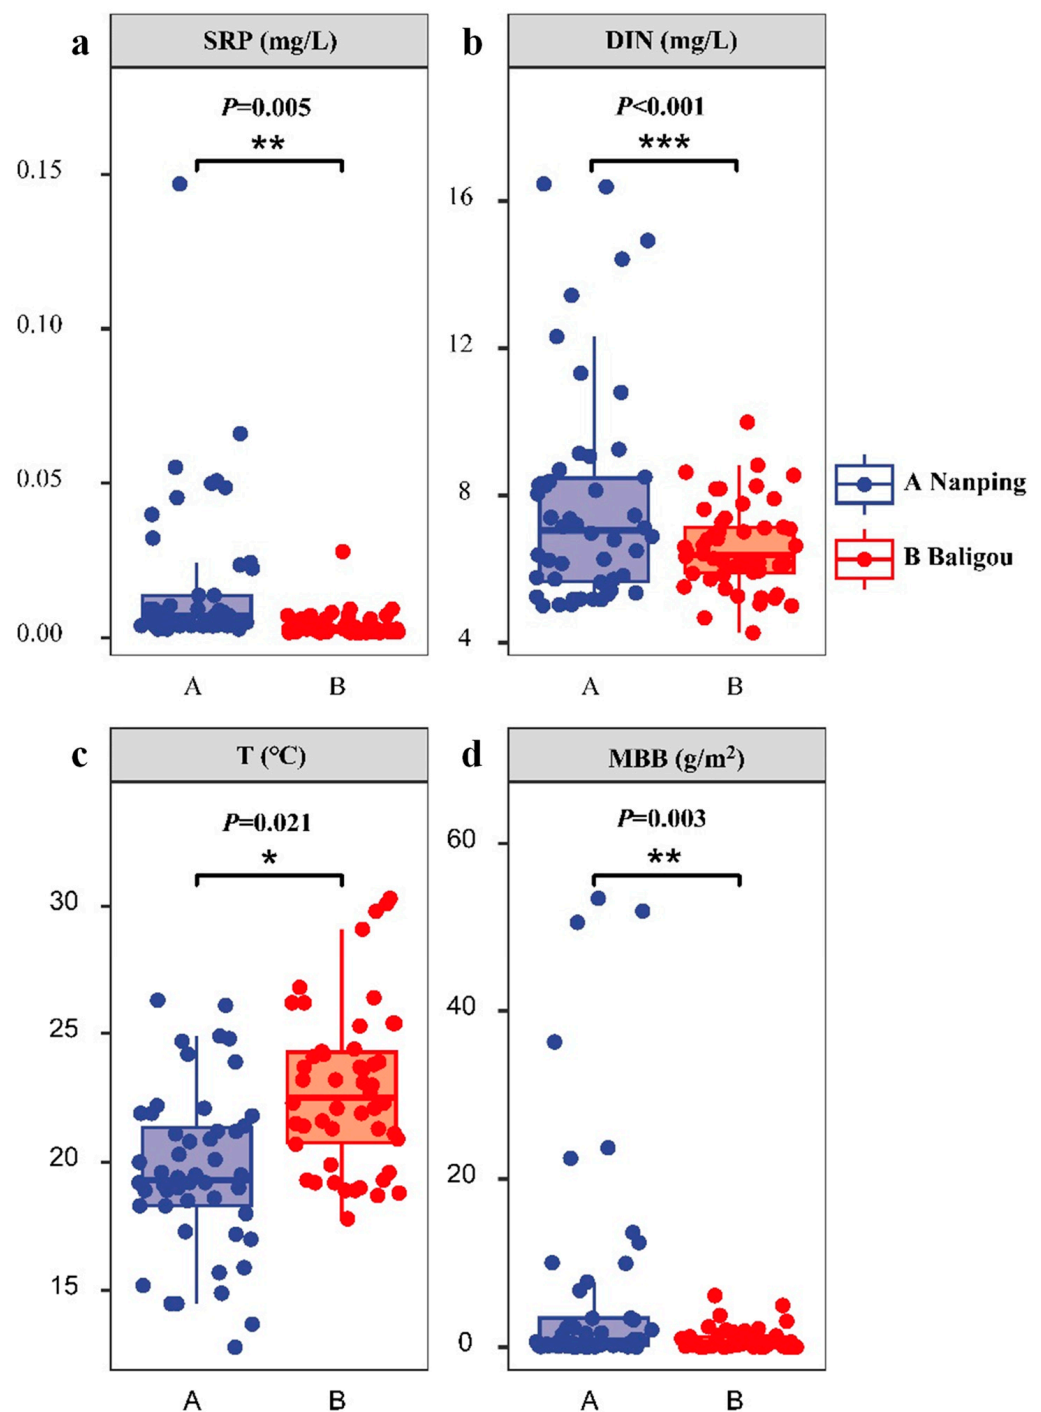 a
SRP (mg/L)
P=0.005
**
0.15
0.10
0.05
0.00
A
B
b
DIN (mg/L)
P<0.001
***
16
12
8
4
A
B
A Nanping
B Baligou
c
T (°C)
P=0.021
*
30
25
20
15
A
B
d
MBB (g/m²)
P=0.003
**
60
40
20
0
A
B